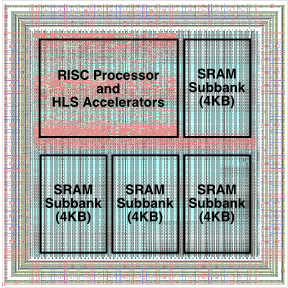 RISC Processor
and
HLS Accelerators
SRAM
Subbank
(4KB)
SRAM
Subbank
(4KB)
SRAM
Subbank
(4KB)
SRAM
Subbank
(4KB)